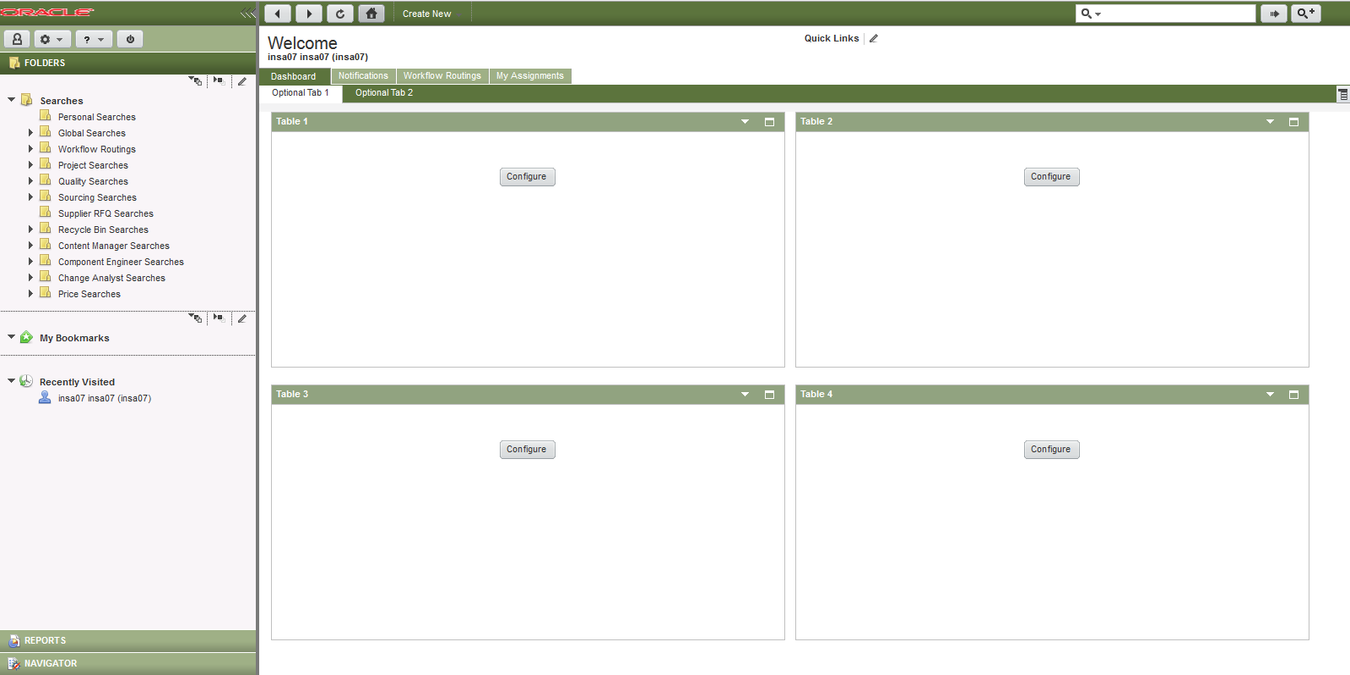 ORACLE
Create New
?
FOLDERS
Searches
Personal Searches
Global Searches
Workflow Routings
Project Searches
Quality Searches
Sourcing Searches
Supplier RFQ Searches
Recycle Bin Searches
Content Manager Searches
Component Engineer Searches
Change Analyst Searches
Price Searches
My Bookmarks
Recently Visited
insa07 insa07 (insa07)
REPORTS
NAVIGATOR
Welcome
insa07 insa07 (insa07)
Quick Links
Dashboard Notifications Workflow Routings My Assignments
Optional Tab 1 Optional Tab 2
Table 1
Configure
Table 2
Configure
Table 3
Configure
Table 4
Configure